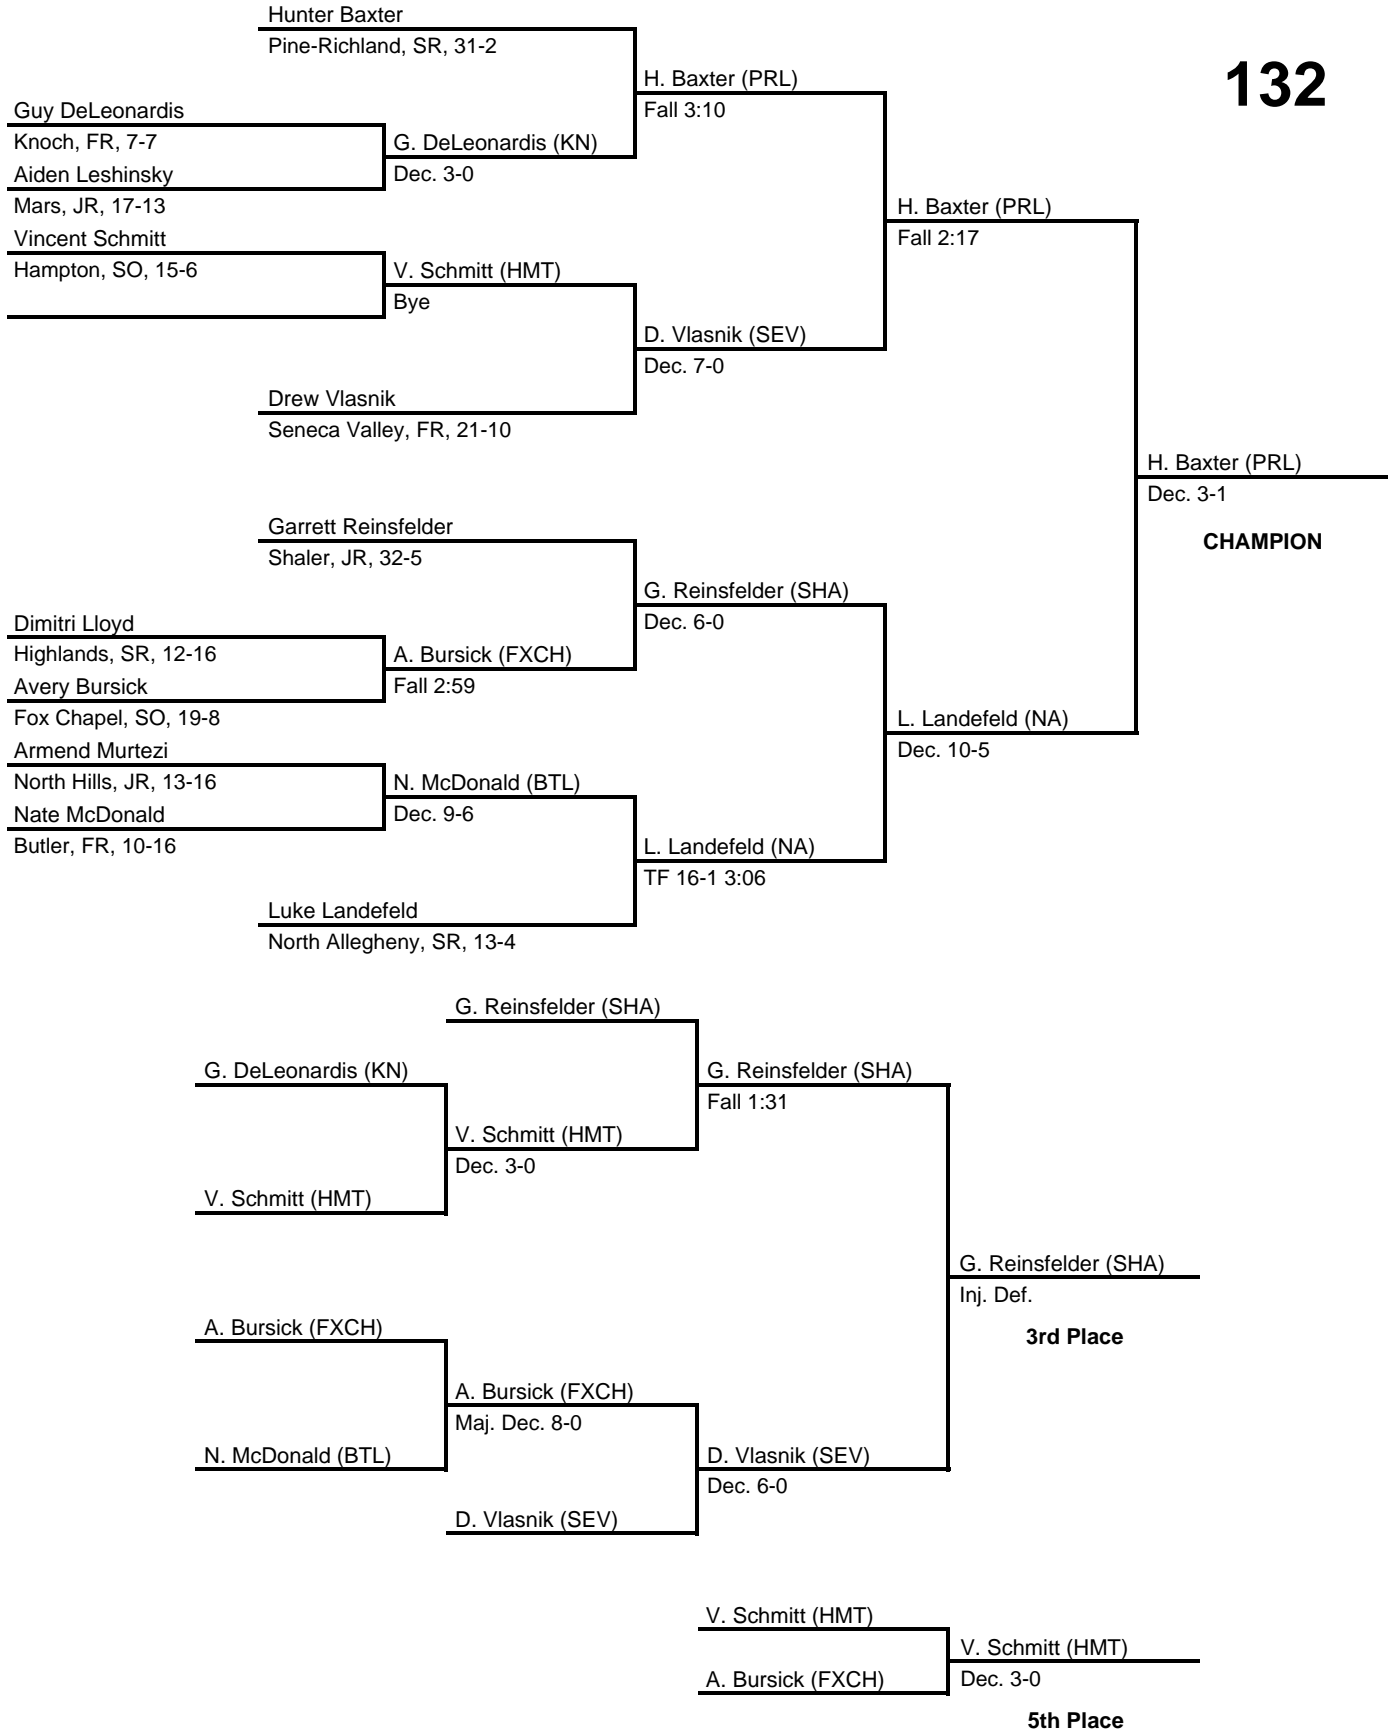 Hunter Baxter
Pine-Richland, SR, 31-2
132
H. Baxter (PRL)
Fall 3:10
Guy DeLeonardis
Knoch, FR, 7-7
G. DeLeonardis (KN)
Dec. 3-0
Aiden Leshinsky
Mars, JR, 17-13
H. Baxter (PRL)
Fall 2:17
Vincent Schmitt
Hampton, SO, 15-6
V. Schmitt (HMT)
Bye
D. Vlasnik (SEV)
Dec. 7-0
Drew Vlasnik
Seneca Valley, FR, 21-10
H. Baxter (PRL)
Dec. 3-1
CHAMPION
Garrett Reinsfelder
Shaler, JR, 32-5
G. Reinsfelder (SHA)
Dec. 6-0
Dimitri Lloyd
Highlands, SR, 12-16
A. Bursick (FXCH)
Fall 2:59
Avery Bursick
Fox Chapel, SO, 19-8
L. Landefeld (NA)
Dec. 10-5
Armend Murtezi
North Hills, JR, 13-16
N. McDonald (BTL)
Dec. 9-6
Nate McDonald
Butler, FR, 10-16
L. Landefeld (NA)
TF 16-1 3:06
Luke Landefeld
North Allegheny, SR, 13-4
G. Reinsfelder (SHA)
G. DeLeonardis (KN)
G. Reinsfelder (SHA)
Fall 1:31
V. Schmitt (HMT)
Dec. 3-0
V. Schmitt (HMT)
G. Reinsfelder (SHA)
Inj. Def.
3rd Place
A. Bursick (FXCH)
A. Bursick (FXCH)
Maj. Dec. 8-0
N. McDonald (BTL)
D. Vlasnik (SEV)
Dec. 6-0
D. Vlasnik (SEV)
V. Schmitt (HMT)
V. Schmitt (HMT)
Dec. 3-0
A. Bursick (FXCH)
5th Place